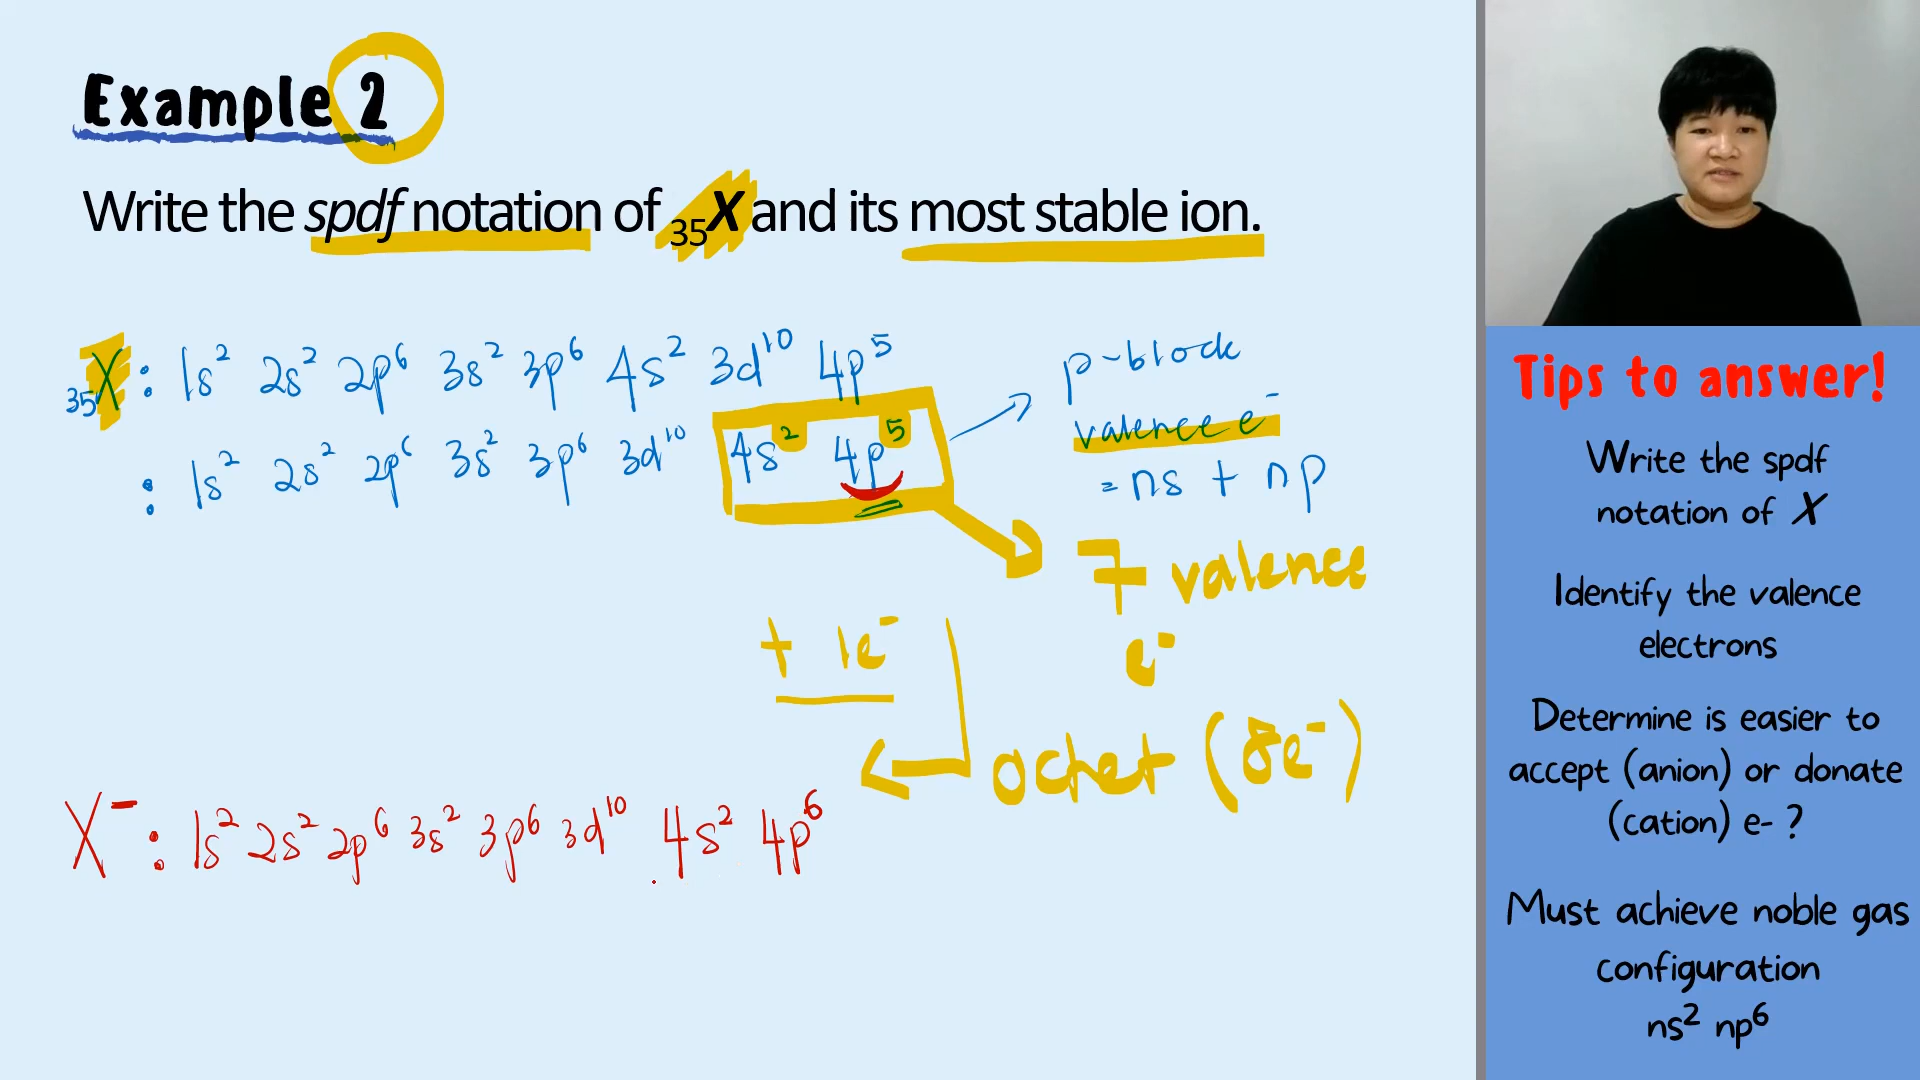 Example 2
Write the spdf notation of ₃₅X and its most stable ion.
₃₅X : 1s² 2s² 2p⁶ 3s² 3p⁶ 4s² 3d¹⁰ 4p⁵
: 1s² 2s² 2p⁶ 3s² 3p⁶ 3d¹⁰ 4s² 4p⁵
p-block
valence e⁻
= ns + np
7 valence
e⁻
+ 1e⁻
octet (8e⁻)
X⁻ : 1s² 2s² 2p⁶ 3s² 3p⁶ 3d¹⁰ 4s² 4p⁶
Tips to answer!
Write the spdf
notation of X
Identify the valence
electrons
Determine is easier to
accept (anion) or donate
(cation) e- ?
Must achieve noble gas
configuration
ns² np⁶